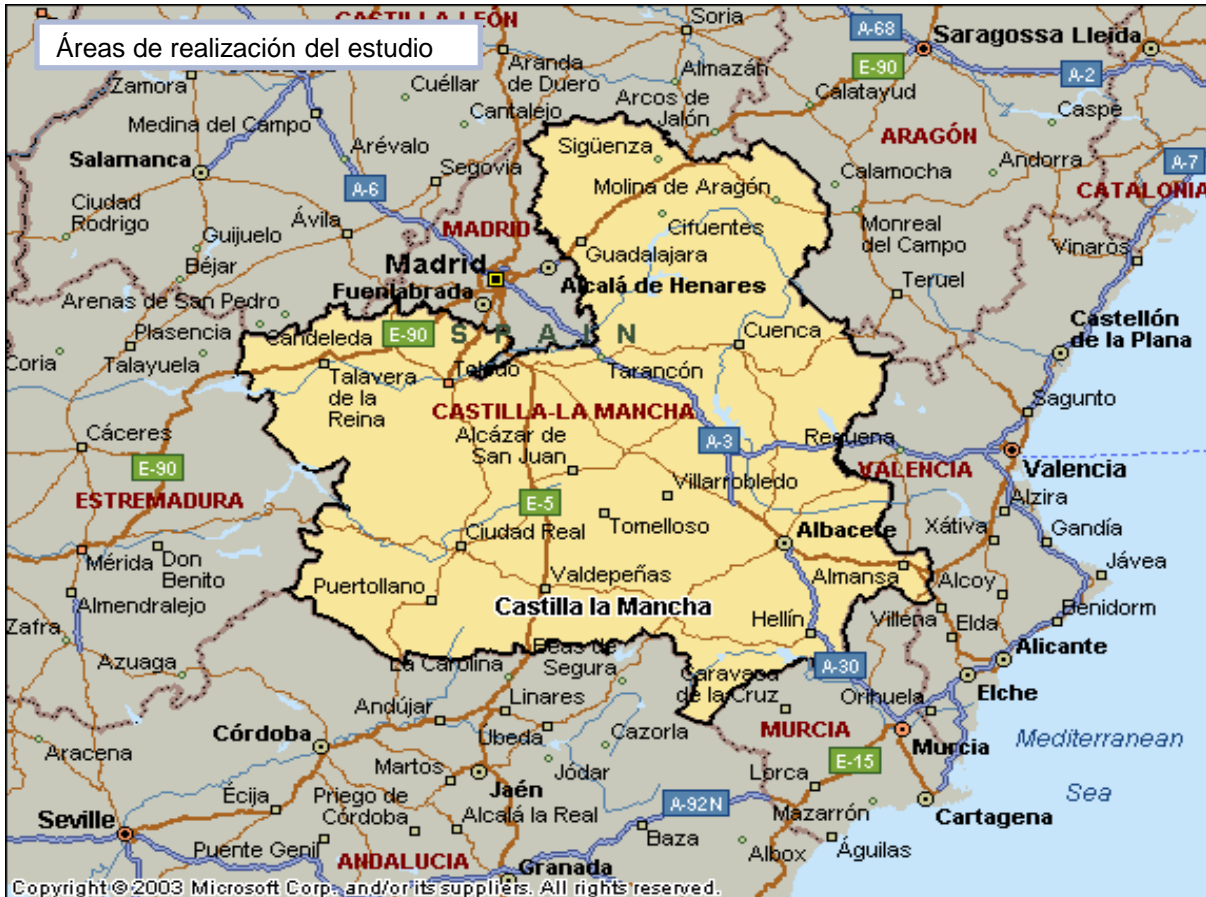 Áreas de realización del estudio
CASTILLA-LEÓN
Soria
A-68
Saragossa
Lleida
E-90
A-2
Zamora
Cuéllar
Aranda
de Duero
Almazán
Calatayud
Caspe
Medina del Campo
Cantalejo
Arcos de
Jalón
ARAGÓN
Salamanca
Arévalo
Segovia
Sigüenza
Calamocha
Andorra
A-7
A-6
Molina de Aragón
CATALONIA
Ciudad
Rodrigo
Ávila
MADRID
Cifuentes
Monreal
del Campo
Vinaròs
Guijuelo
Guadalajara
Béjar
Madrid
Alcalá de Henares
Teruel
Arenas de San Pedro
Fuenlabrada
Plasencia
Candeleda
E-90
SPAIN
Cuenca
Castellón
de la Plana
Coria
Talayuela
Talavera
de la
Reina
Toledo
Tarancón
CASTILLA-LA MANCHA
Sagunto
Cáceres
Alcázar de
San Juan
A-3
Requena
E-90
VALENCIA
Valencia
ESTREMADURA
Villarrobledo
E-5
Alzira
Ciudad Real
Tomelloso
Albacete
Xátiva
Gandía
Mérida
Don
Benito
Jávea
Puertollano
Valdepeñas
Almansa
Alcoy
Almendralejo
Castilla la Mancha
Benidorm
Zafra
Hellín
Villena
Elda
Azuaga
La Carolina
Beas de
Segura
Alicante
Caravaca
de la Cruz
A-30
Elche
Orihuela
Andújar
Linares
MURCIA
Córdoba
Úbeda
Cazorla
Murcia
Mediterranean
Sea
Aracena
E-15
Martos
Jódar
Lorca
Jaén
Écija
Priego de
Córdoba
Alcalá la Real
A-92N
Mazarrón
Cartagena
Seville
Baza
Puente Genil
ANDALUCIA
Albox
Águilas
Granada
Copyright © 2003 Microsoft Corp. and/or its suppliers. All rights reserved.